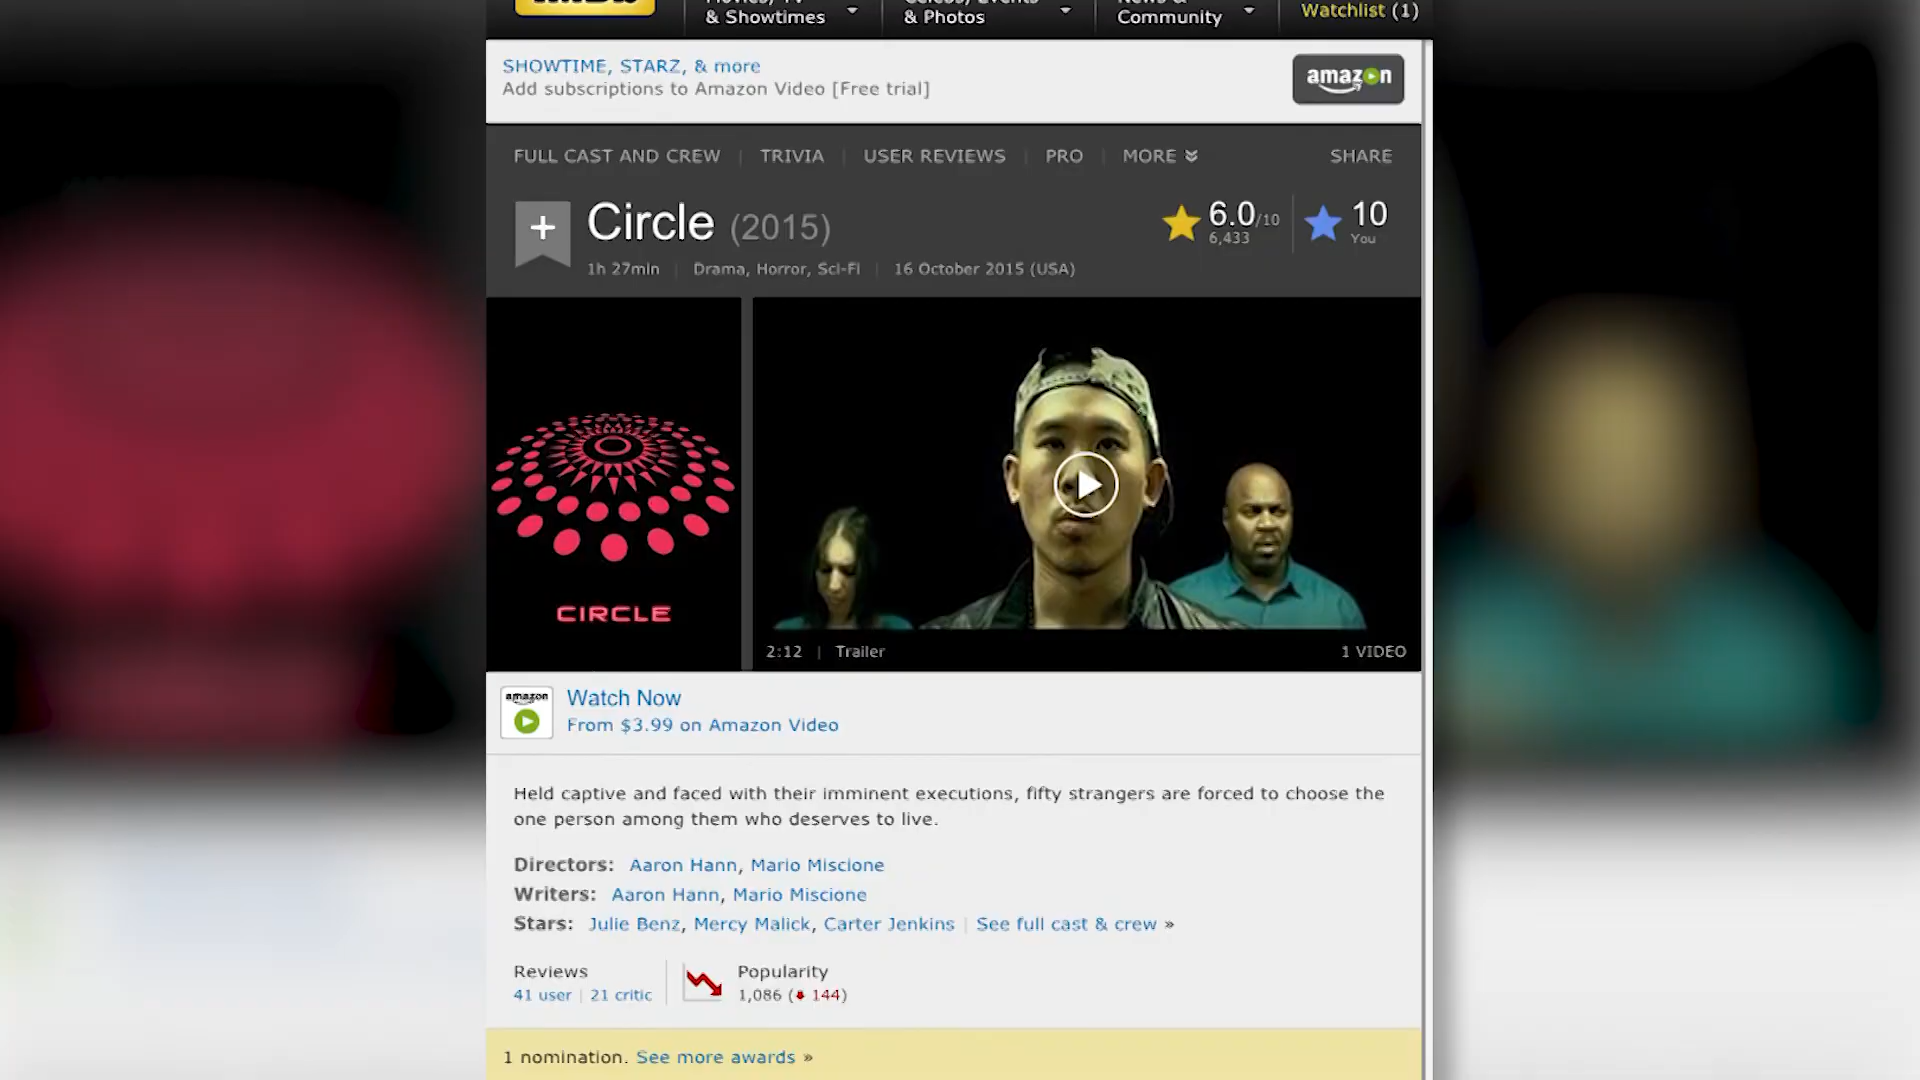 & Showtimes
& Photos
Community
Watchlist (1)
SHOWTIME, STARZ, & more
Add subscriptions to Amazon Video [Free trial]
amazon
FULL CAST AND CREW | TRIVIA | USER REVIEWS | PRO | MORE SHARE
+ Circle (2015)
6.0/10
6,433
10
You
1h 27min | Drama, Horror, Sci-Fi | 16 October 2015 (USA)
CIRCLE
2:12 | Trailer 1 VIDEO
amazon
Watch Now
From $3.99 on Amazon Video
Held captive and faced with their imminent executions, fifty strangers are forced to choose the
one person among them who deserves to live.
Directors: Aaron Hann, Mario Miscione
Writers: Aaron Hann, Mario Miscione
Stars: Julie Benz, Mercy Malick, Carter Jenkins | See full cast & crew »
Reviews
41 user | 21 critic
Popularity
1,086 (144)
1 nomination. See more awards »